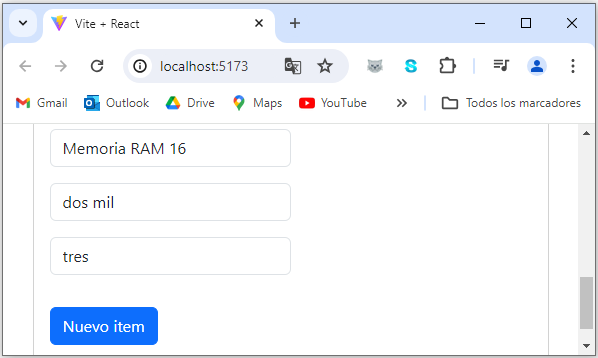 Vite + React
localhost:5173
Gmail Outlook Drive Maps YouTube Todos los marcadores
Memoria RAM 16
dos mil
tres
Nuevo item